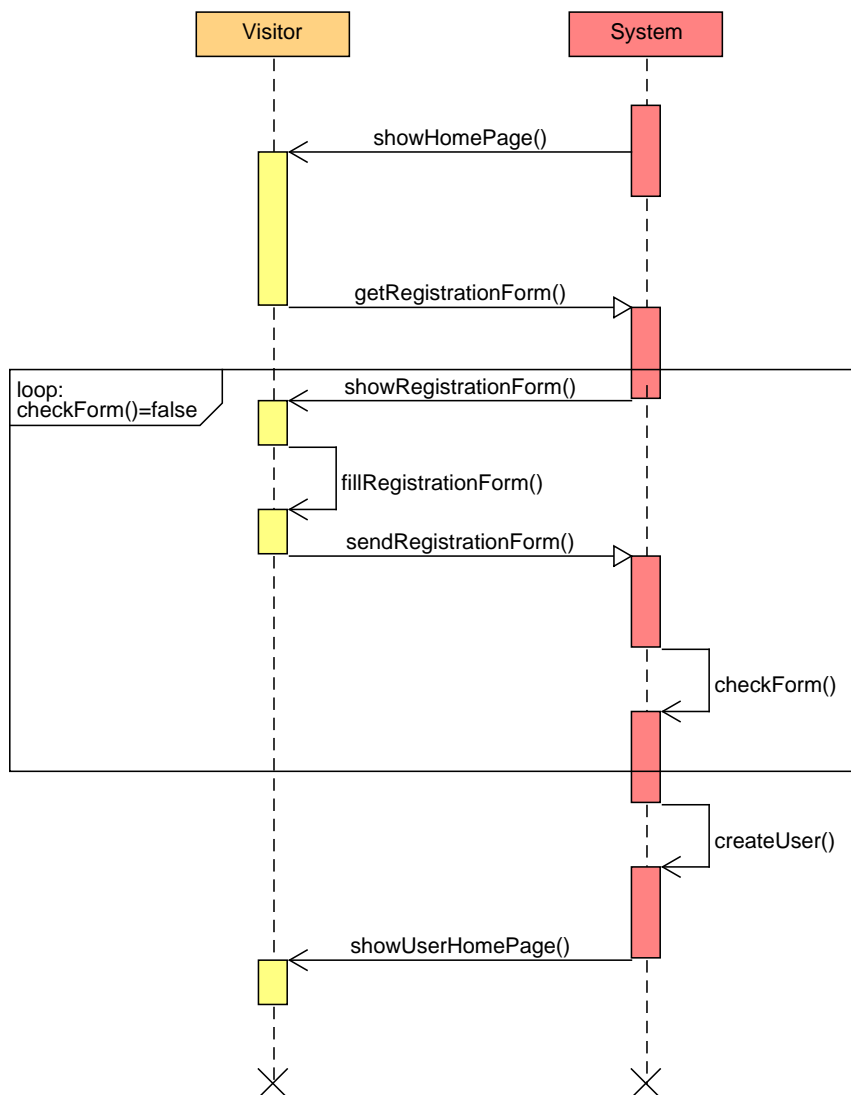 Visitor
System
showHomePage()
getRegistrationForm()
loop:
checkForm()=false
showRegistrationForm()
fillRegistrationForm()
sendRegistrationForm()
checkForm()
createUser()
showUserHomePage()